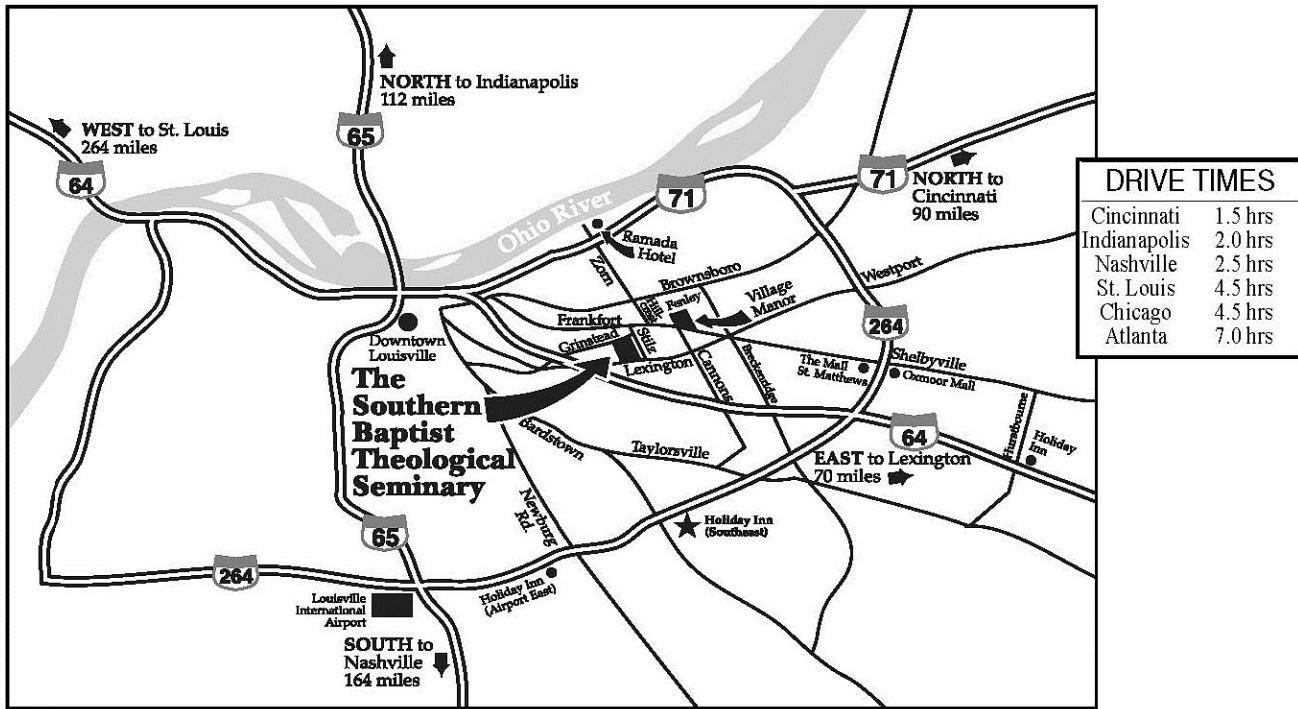 NORTH to Indianapolis
112 miles
WEST to St. Louis
264 miles
65
64
71
71
NORTH to
Cincinnati
90 miles
DRIVE TIMES
Cincinnati 1.5 hrs
Indianapolis 2.0 hrs
Nashville 2.5 hrs
St. Louis 4.5 hrs
Chicago 4.5 hrs
Atlanta 7.0 hrs
Ohio River
Ramada
Hotel
Zorn
Brownsboro
Westport
Hill-
crest
Fenley
Village
Manor
Frankfort
Grinstead
Stilz
Lexington
Cannons
Breckenridge
264
Shelbyville
The Mall
St. Matthews
Oxmoor Mall
Downtown
Louisville
The
Southern
Baptist
Theological
Seminary
Bardstown
Taylorsville
64
Hurstbourne
Holiday
Inn
EAST to Lexington
70 miles
Newburg
Rd.
Holiday Inn
(Southeast)
65
264
Holiday Inn
(Airport East)
Louisville
International
Airport
SOUTH to
Nashville
164 miles